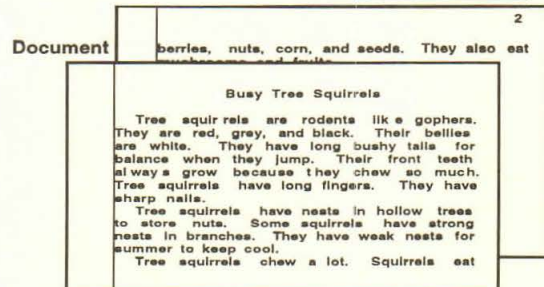 2
Document
berries, nuts, corn, and seeds. They also eat
mushrooms and fruits.
Busy Tree Squirrels
Tree squirrels are rodents like gophers.
They are red, grey, and black. Their bellies
are white. They have long bushy tails for
balance when they jump. Their front teeth
always grow because they chew so much.
Tree squirrels have long fingers. They have
sharp nails.
Tree squirrels have nests in hollow trees
to store nuts. Some squirrels have strong
nests in branches. They have weak nests for
summer to keep cool.
Tree squirrels chew a lot. Squirrels eat